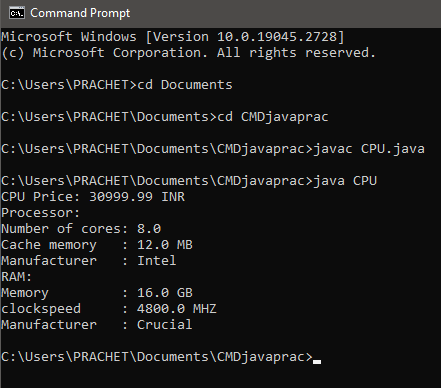 Command Prompt
Microsoft Windows [Version 10.0.19045.2728]
(c) Microsoft Corporation. All rights reserved.
C:\Users\PRACHET>cd Documents
C:\Users\PRACHET\Documents>cd CMDjavaprac
C:\Users\PRACHET\Documents\CMDjavaprac>javac CPU.java
C:\Users\PRACHET\Documents\CMDjavaprac>java CPU
CPU Price: 30999.99 INR
Processor:
Number of cores: 8.0
Cache memory   : 12.0 MB
Manufacturer   : Intel
RAM:
Memory         : 16.0 GB
clockspeed     : 4800.0 MHZ
Manufacturer   : Crucial
C:\Users\PRACHET\Documents\CMDjavaprac>